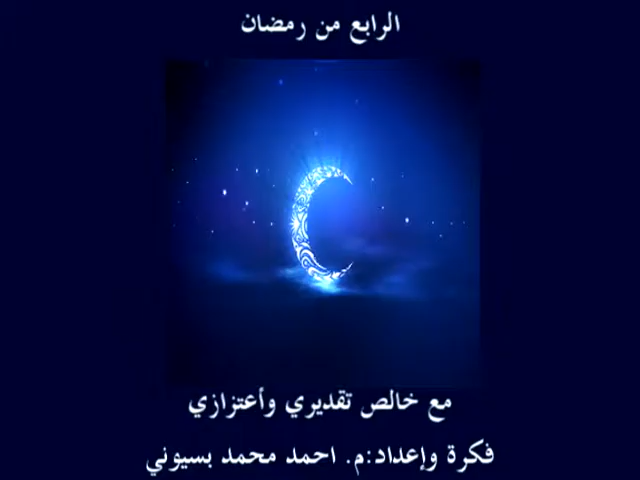 الرابع من رمضان
مع خالص تقديري وأعتزازي
فكرة وإعداد:م. احمد محمد بسيوني